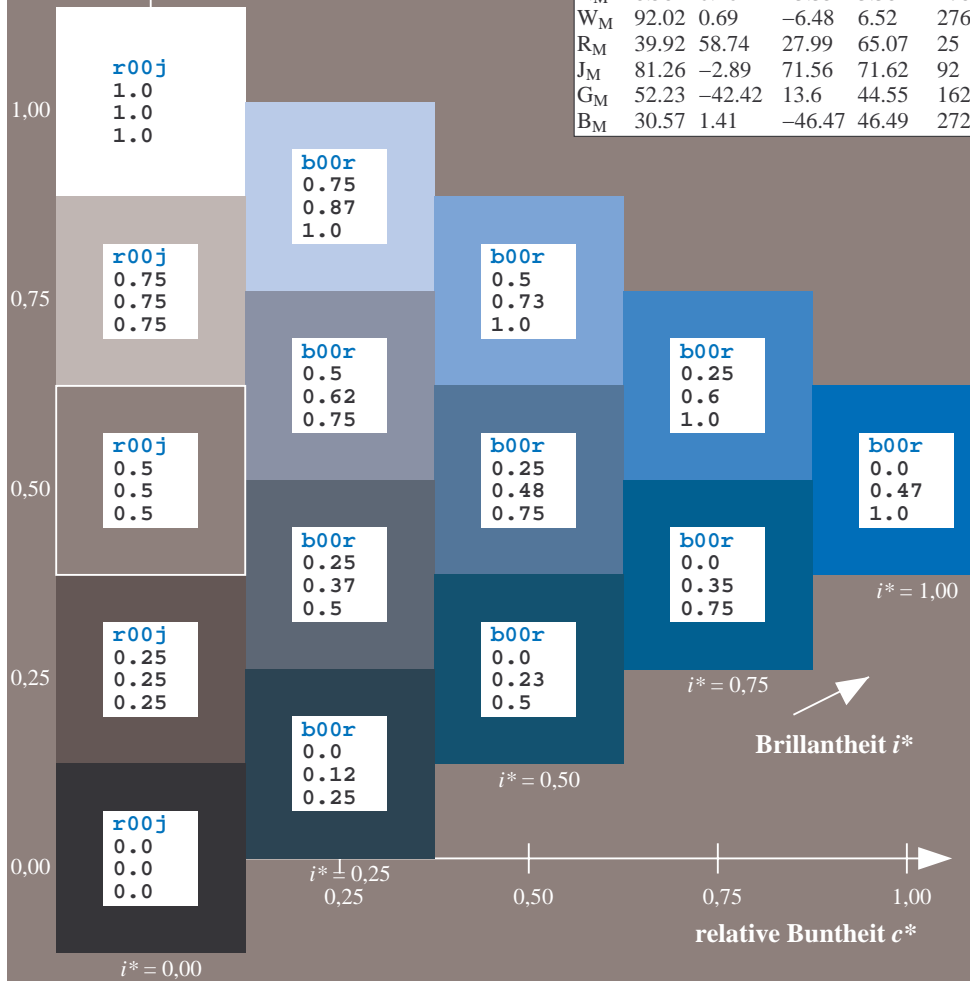 W_M 92.02 0.69 −6.48 6.52 276
R_M 39.92 58.74 27.99 65.07 25
J_M 81.26 −2.89 71.56 71.62 92
G_M 52.23 −42.42 13.6 44.55 162
B_M 30.57 1.41 −46.47 46.49 272
1,00
r00j
1.0
1.0
1.0
b00r
0.75
0.87
1.0
0,75
r00j
0.75
0.75
0.75
b00r
0.5
0.73
1.0
b00r
0.5
0.62
0.75
b00r
0.25
0.6
1.0
0,50
r00j
0.5
0.5
0.5
b00r
0.25
0.48
0.75
b00r
0.0
0.47
1.0
b00r
0.25
0.37
0.5
b00r
0.0
0.35
0.75
i* = 1,00
0,25
r00j
0.25
0.25
0.25
b00r
0.0
0.23
0.5
i* = 0,75
b00r
0.0
0.12
0.25
Brillantheit i*
i* = 0,50
0,00
r00j
0.0
0.0
0.0
i* = 0,25
0,25
0,50
0,75
1,00
relative Buntheit c*
i* = 0,00